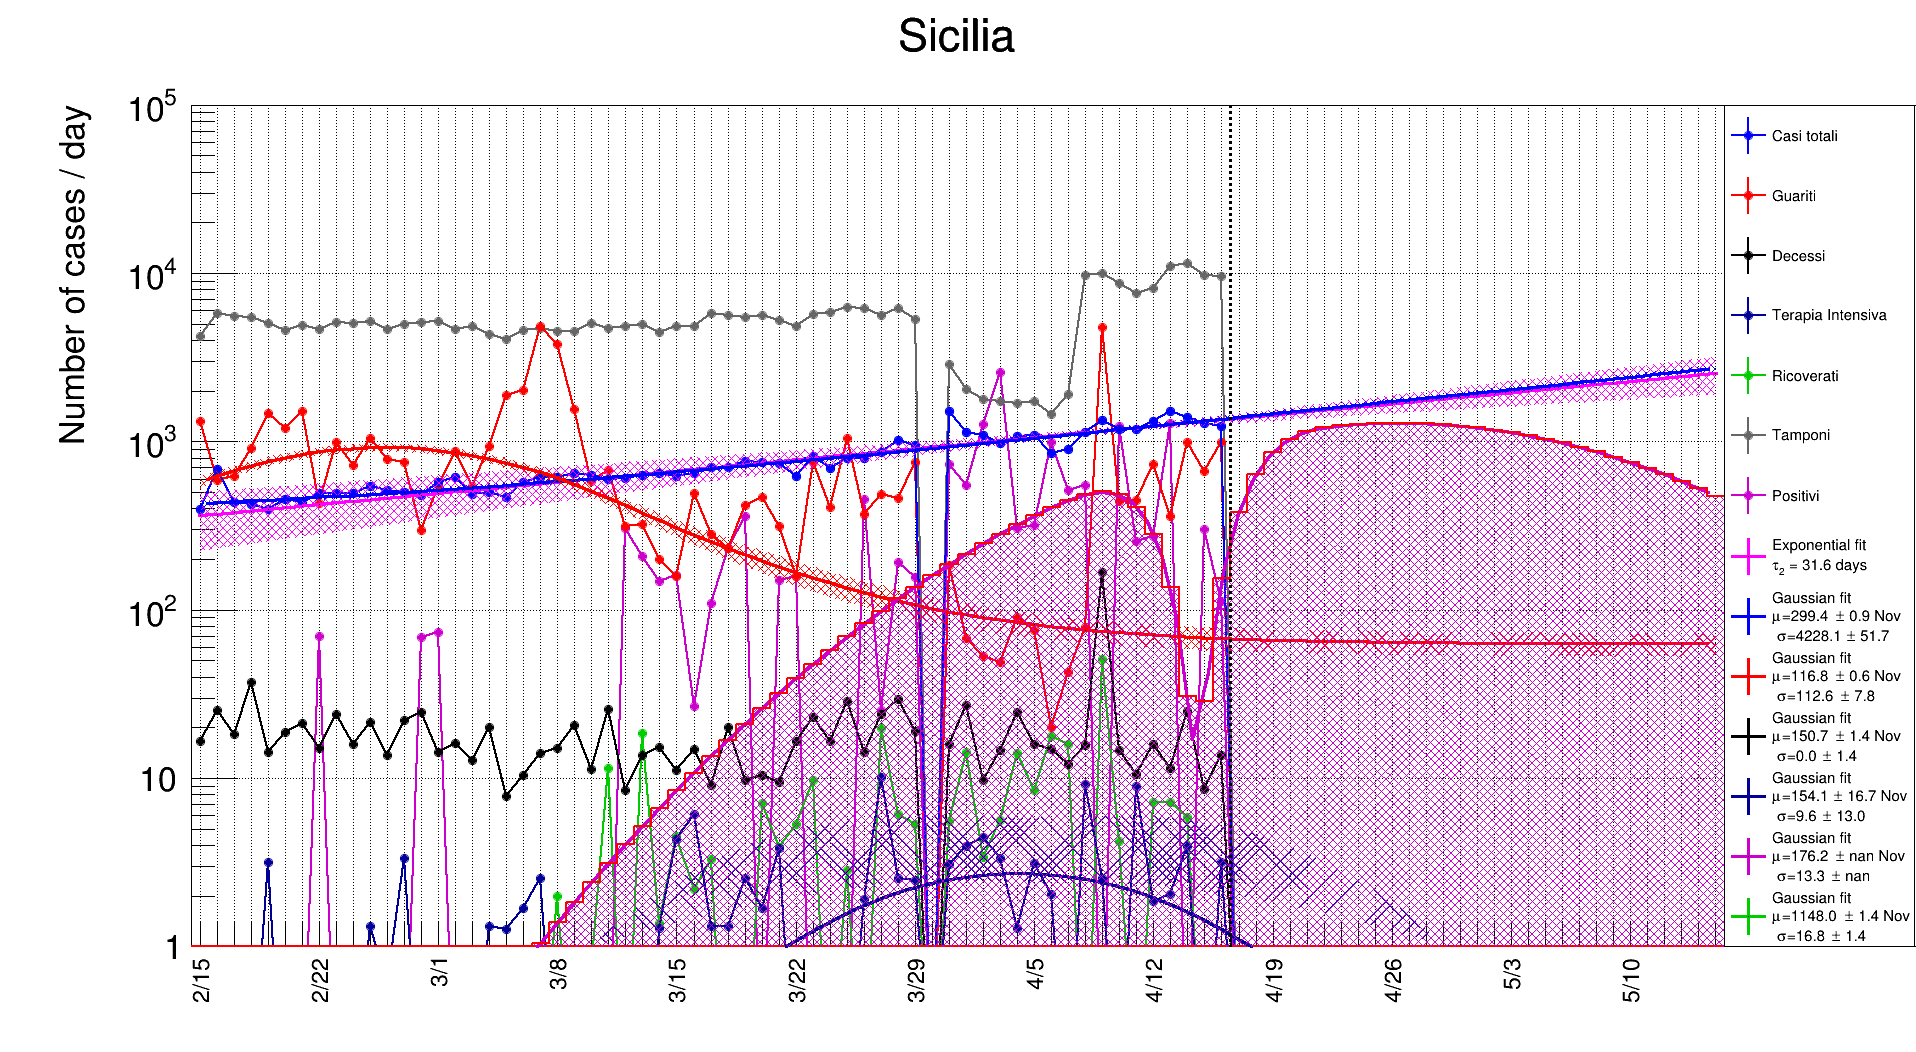 Sicilia
Number of cases / day
10^5
10^4
10^3
10^2
10
1
2/15
2/22
3/1
3/8
3/15
3/22
3/29
4/5
4/12
4/19
4/26
5/3
5/10
Casi totali
Guariti
Decessi
Terapia Intensiva
Ricoverati
Tamponi
Positivi
Exponential fit
τ₂ = 31.6 days
Gaussian fit
μ=299.4 ± 0.9 Nov
σ=4228.1 ± 51.7
Gaussian fit
μ=116.8 ± 0.6 Nov
σ=112.6 ± 7.8
Gaussian fit
μ=150.7 ± 1.4 Nov
σ=0.0 ± 1.4
Gaussian fit
μ=154.1 ± 16.7 Nov
σ=9.6 ± 13.0
Gaussian fit
μ=176.2 ± nan Nov
σ=13.3 ± nan
Gaussian fit
μ=1148.0 ± 1.4 Nov
σ=16.8 ± 1.4